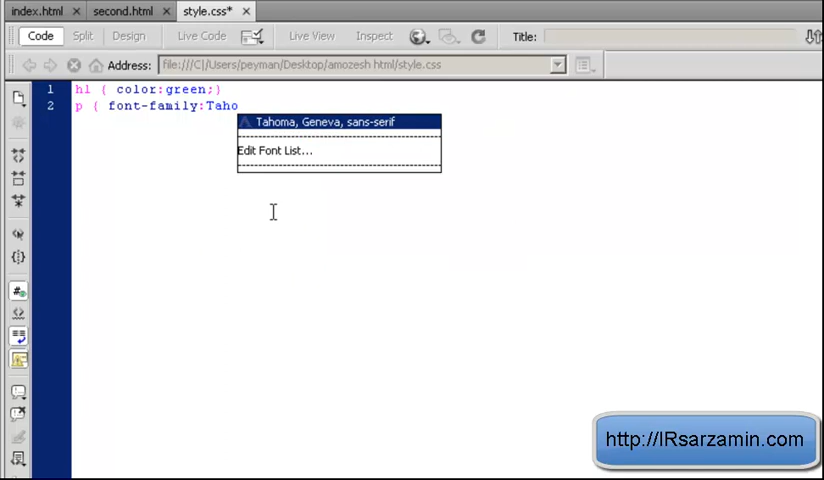 index.html × second.html × style.css* ×
Code Split Design Live Code Live View Inspect Title:
Address: file:///C|/Users/peyman/Desktop/amozesh html/style.css
1 h1 { color:green;}
2 p { font-family:Taho
Tahoma, Geneva, sans-serif
Edit Font List...
http://IRsarzamin.com